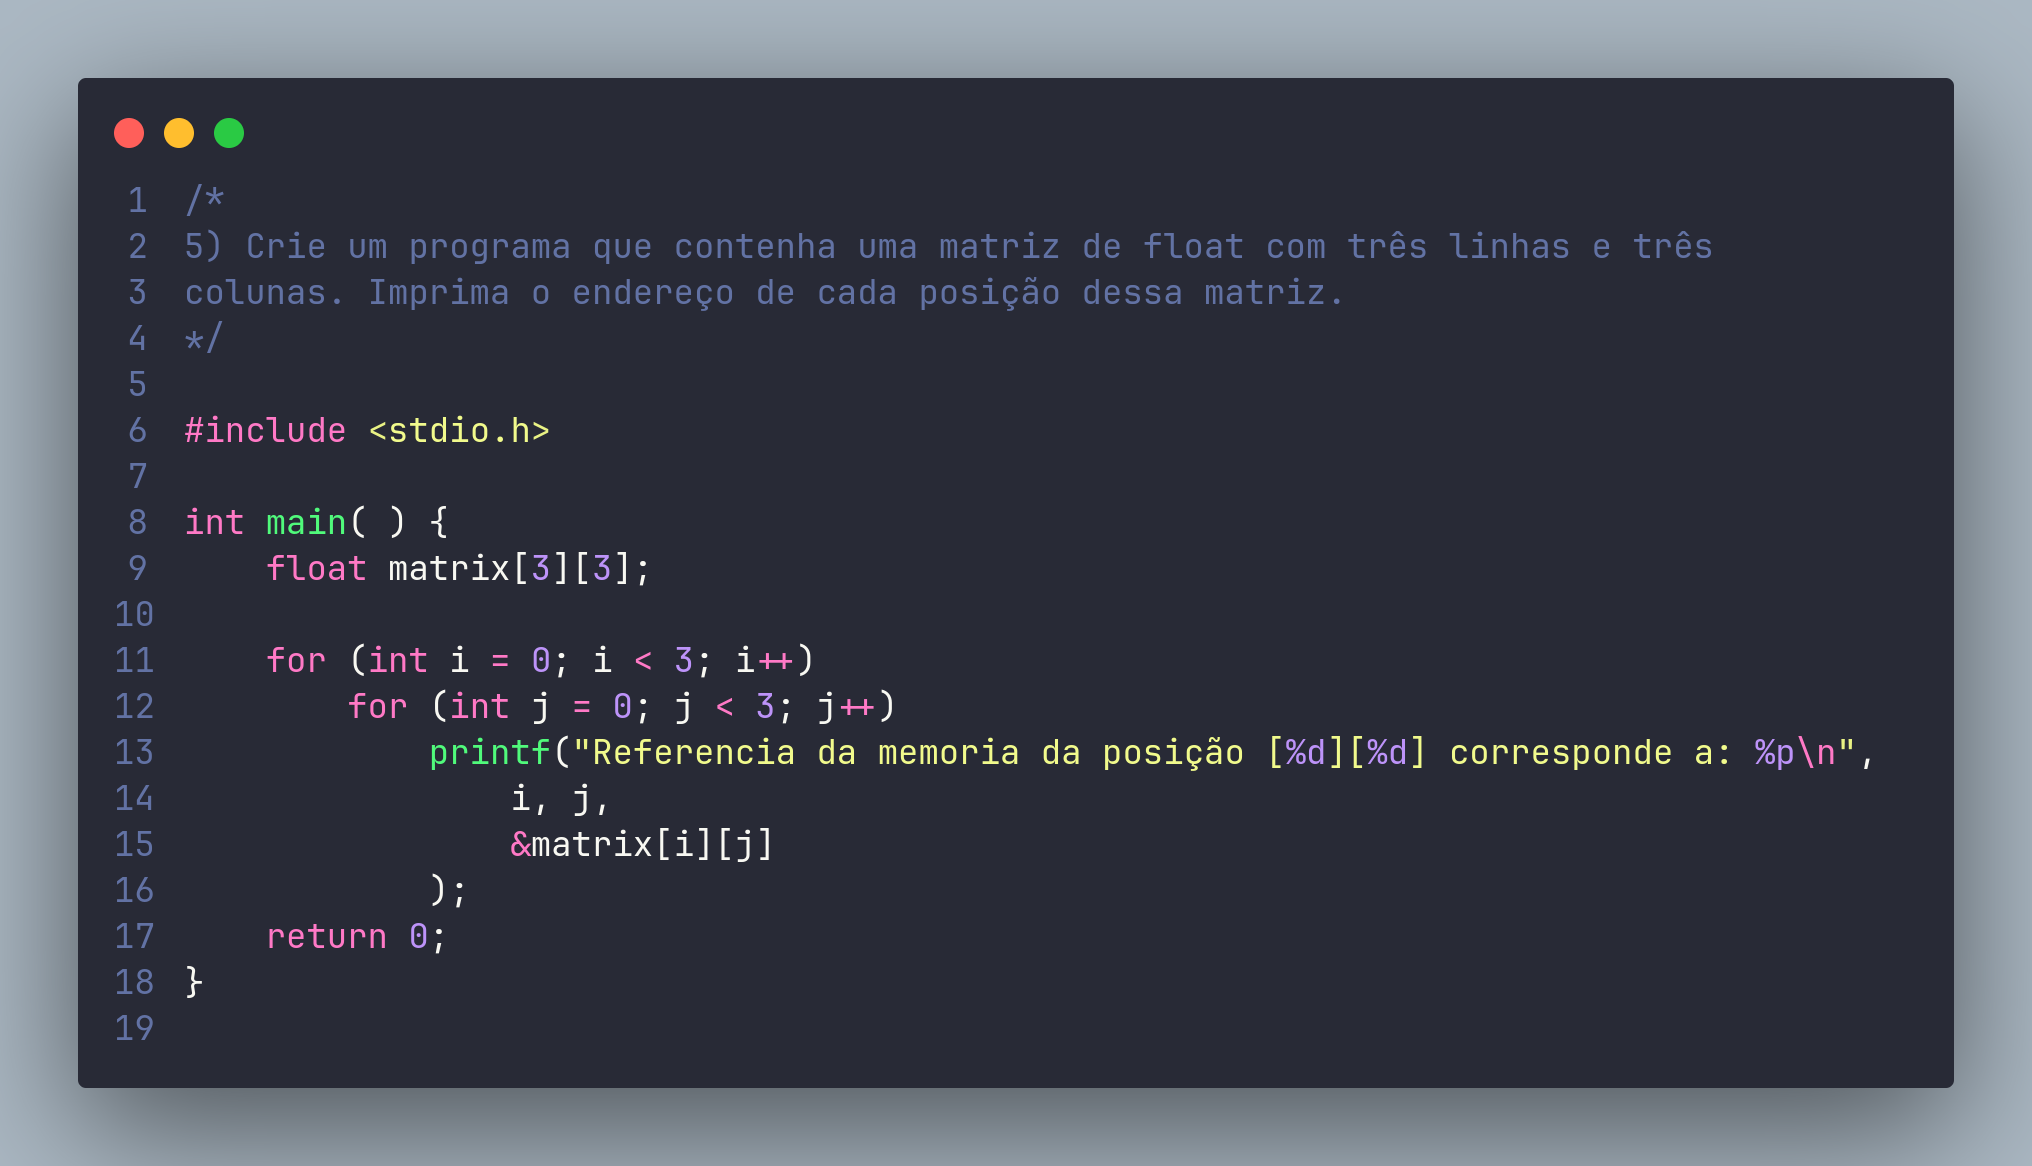 1 /*
2 5) Crie um programa que contenha uma matriz de float com três linhas e três
3 colunas. Imprima o endereço de cada posição dessa matriz.
4 */
5
6 #include <stdio.h>
7
8 int main( ) {
9     float matrix[3][3];
10
11     for (int i = 0; i < 3; i++)
12         for (int j = 0; j < 3; j++)
13             printf("Referencia da memoria da posição [%d][%d] corresponde a: %p\n",
14                 i, j,
15                 &matrix[i][j]
16             );
17     return 0;
18 }
19